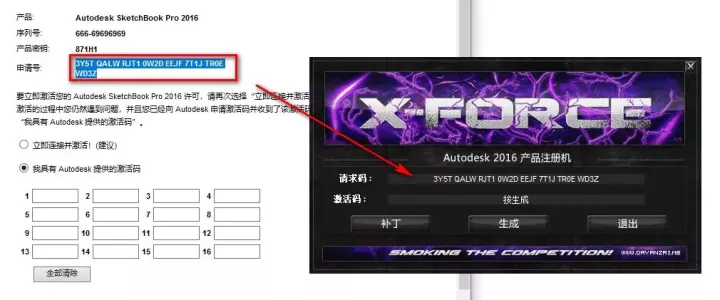 产品: Autodesk SketchBook Pro 2016
序列号: 666-69696969
产品密钥: 871H1
申请号: 3Y5T QALW RJT1 0W2D EEJF 7T1J TR0E
WD3Z
要立即激活您的 Autodesk SketchBook Pro 2016 许可，请再次选择“立即连并激活
激活的过程中您仍然遇到问题，并且您已经向 Autodesk 申请激活码并收到了该激活码
“我具有 Autodesk 提供的激活码”。
立即连接并激活! (建议)
我具有 Autodesk 提供的激活码
1 2 3 4
5 6 7 8
9 10 11 12
13 14 15 16
全部清除
X-FORCE
Autodesk 2016 产品注册机
请求码: 3Y5T QALW RJT1 0W2D EEJF 7T1J TR0E WD3Z
激活码: 按生成
补丁 生成 退出
SMOKING THE COMPETITION! WWW.DAYANZAI.ME